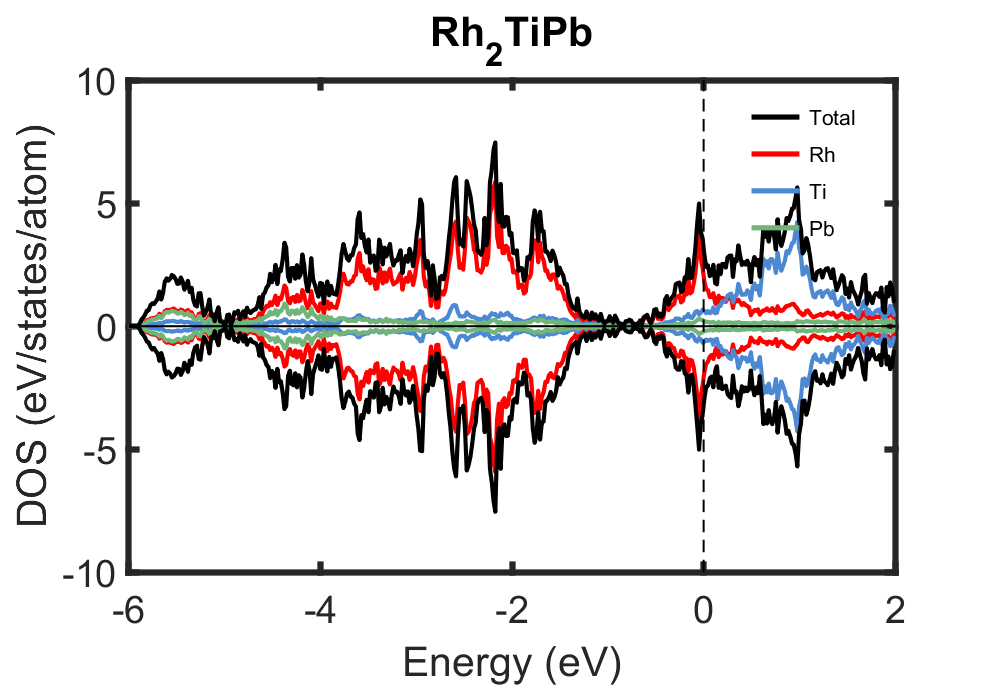 Rh2TiPb
DOS (eV/states/atom)
10
5
0
-5
-10
Total
Rh
Ti
Pb
-6 -4 -2 0 2
Energy (eV)